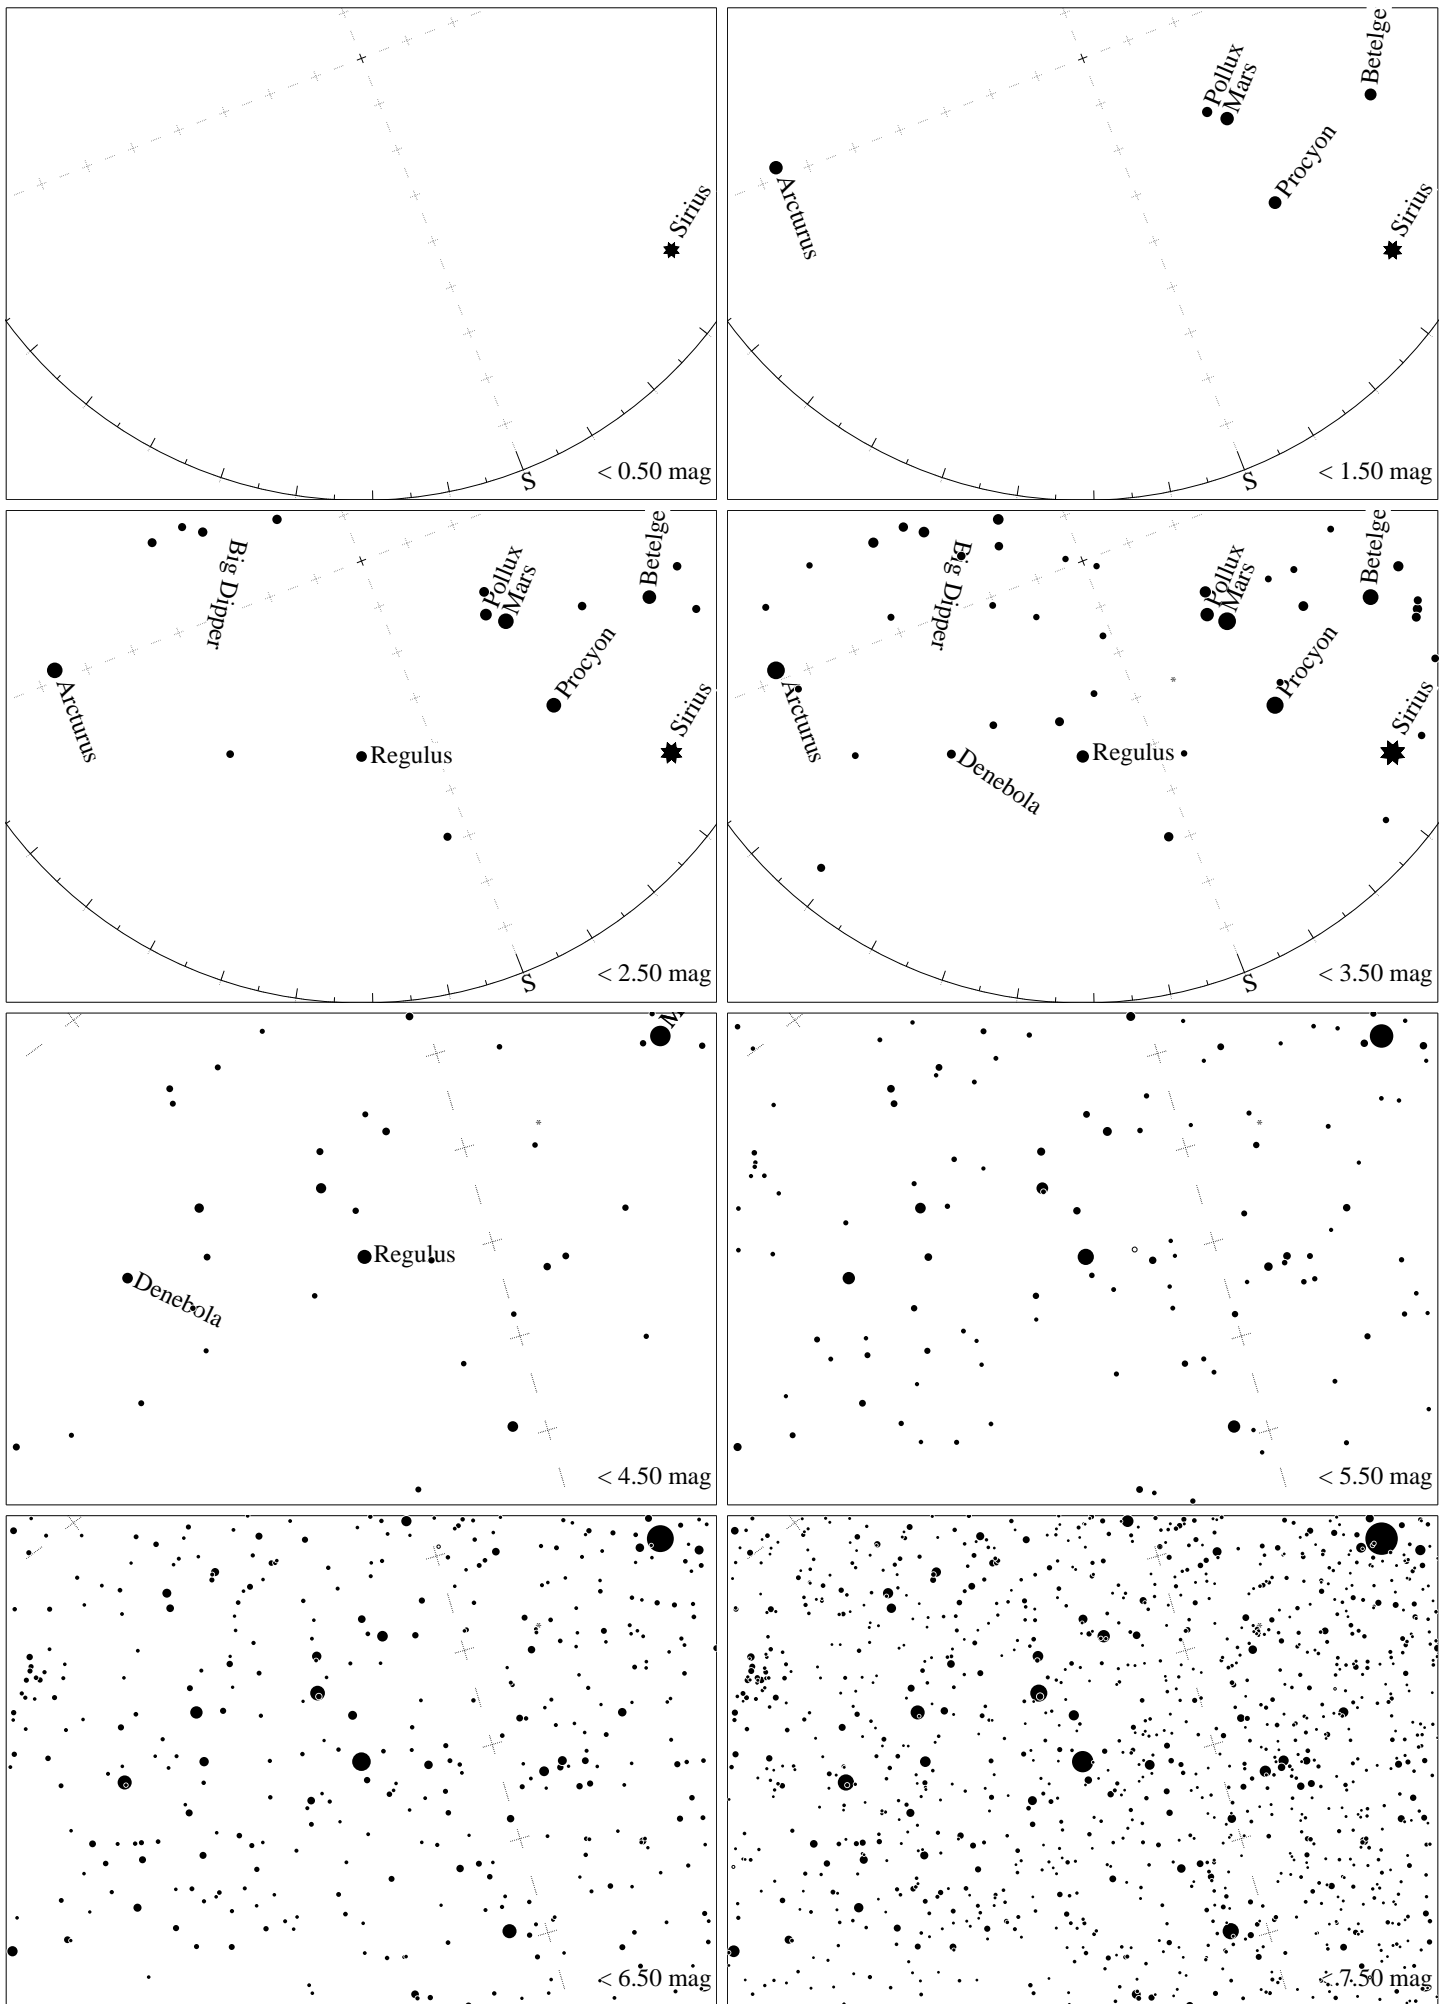 Sirius
S
< 0.50 mag
Pollux
Mars
Betelge
Procyon
Arcturus
Sirius
S
< 1.50 mag
Big Dipper
Pollux
Mars
Betelge
Procyon
Arcturus
Sirius
Regulus
S
< 2.50 mag
Big Dipper
Pollux
Mars
Betelge
Procyon
Arcturus
Sirius
Regulus
Denebola
S
< 3.50 mag
M
Regulus
Denebola
< 4.50 mag
< 5.50 mag
< 6.50 mag
< 7.50 mag